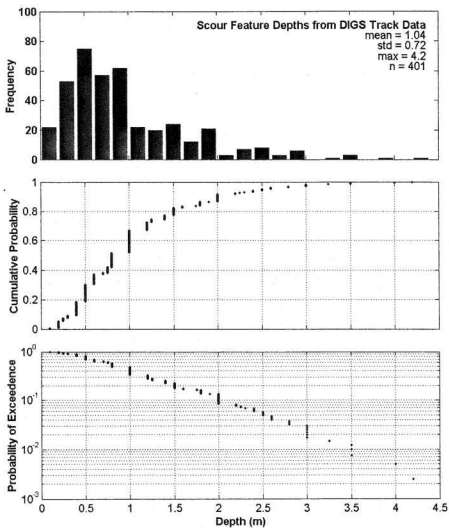 Scour Feature Depths from DIGS Track Data
mean = 1.04
std = 0.72
max = 4.2
n = 401
100
80
60
40
20
0
Frequency
1
0.8
0.6
0.4
0.2
0
Cumulative Probability
10^0
10^-1
10^-2
10^-3
Probability of Exceedence
0 0.5 1 1.5 2 2.5 3 3.5 4 4.5
Depth (m)